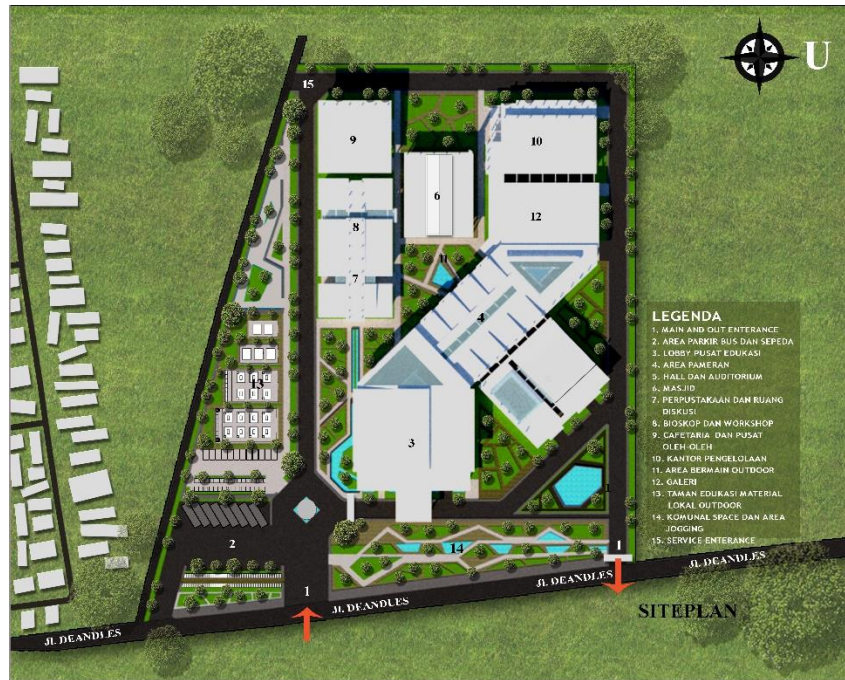 U
15
9
10
6
12
8
11
7
4
13
3
1
14
2
1
1
JL DEANDLES
JL DEANDLES
JL DEANDLES
JL DEANDLES
SITEPLAN
LEGENDA
1. MAIN AND OUT ENTERANCE
2. AREA PARKIR BUS DAN SEPEDA
3. LOBBY PUSAT EDUKASI
4. AREA PAMERAN
5. HALL DAN AUDITORIUM
6. MASJID
7. PERPUSTAKAAN DAN RUANG
DISKUSI
8. BIOSKOP DAN WORKSHOP
9. CAFETARIA DAN PUSAT
OLEH-OLEH
10. KANTOR PENGELOLAAN
11. AREA BERMAIN OUTDOOR
12. GALERI
13. TAMAN EDUKASI MATERIAL
LOKAL OUTDOOR
14. KOMUNAL SPACE DAN AREA
JOGGING
15. SERVICE ENTERANCE